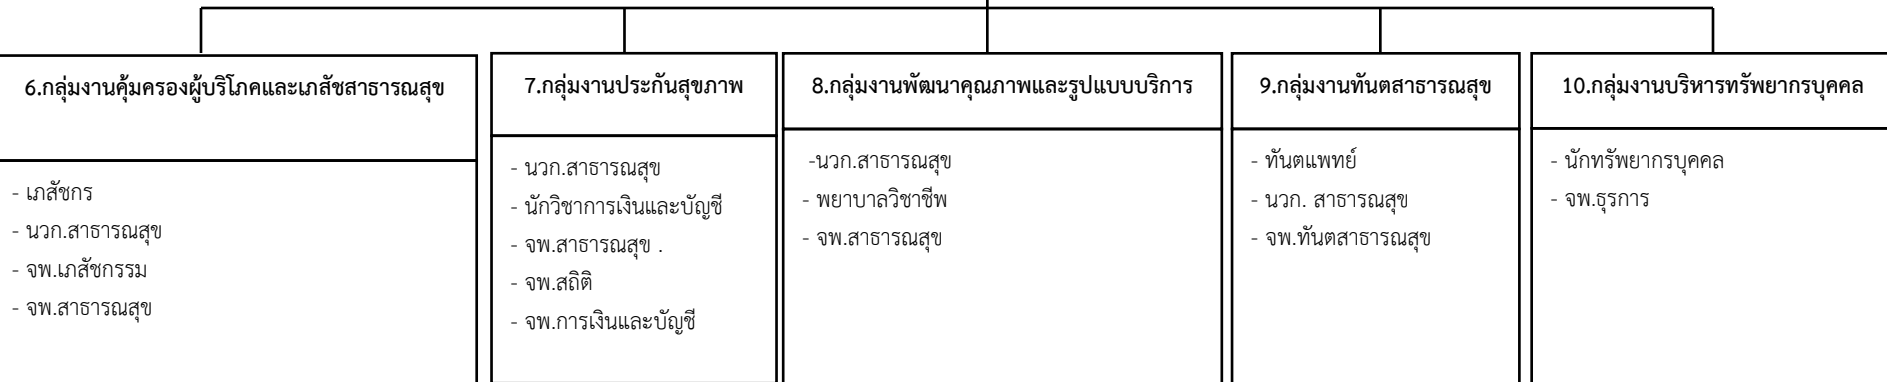 6.กลุ่มงานคุ้มครองผู้บริโภคและเภสัชสาธารณสุข
- เภสัชกร
- นวก.สาธารณสุข
- จพ.เภสัชกรรม
- จพ.สาธารณสุข
7.กลุ่มงานประกันสุขภาพ
- นวก.สาธารณสุข
- นักวิชาการเงินและบัญชี
- จพ.สาธารณสุข .
- จพ.สถิติ
- จพ.การเงินและบัญชี
8.กลุ่มงานพัฒนาคุณภาพและรูปแบบบริการ
-นวก.สาธารณสุข
- พยาบาลวิชาชีพ
- จพ.สาธารณสุข
9.กลุ่มงานทันตสาธารณสุข
- ทันตแพทย์
- นวก. สาธารณสุข
- จพ.ทันตสาธารณสุข
10.กลุ่มงานบริหารทรัพยากรบุคคล
- นักทรัพยากรบุคคล
- จพ.ธุรการ